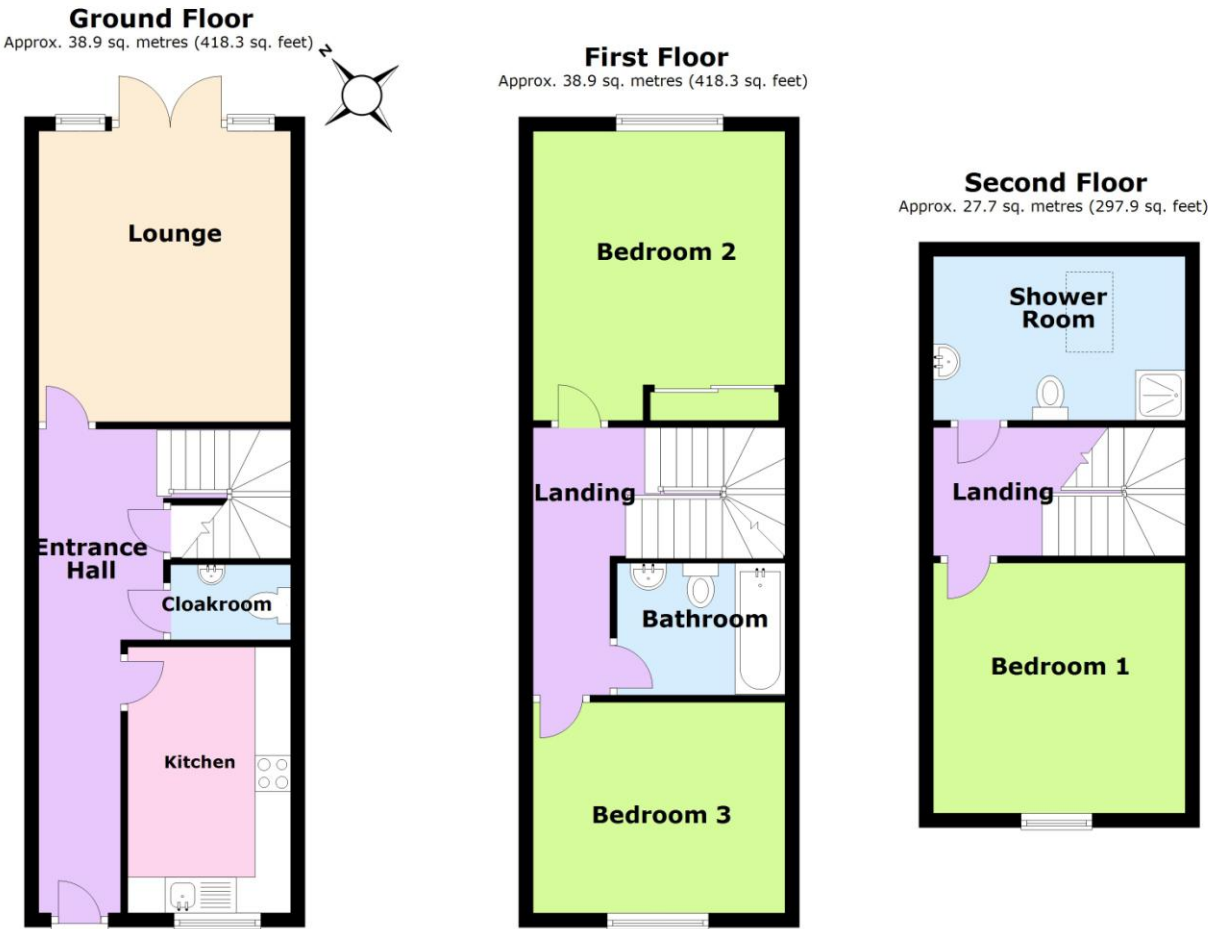 Ground Floor
Approx. 38.9 sq. metres (418.3 sq. feet)
N
Lounge
Entrance
Hall
Cloakroom
Kitchen
First Floor
Approx. 38.9 sq. metres (418.3 sq. feet)
Bedroom 2
Landing
Bathroom
Bedroom 3
Second Floor
Approx. 27.7 sq. metres (297.9 sq. feet)
Shower
Room
Landing
Bedroom 1